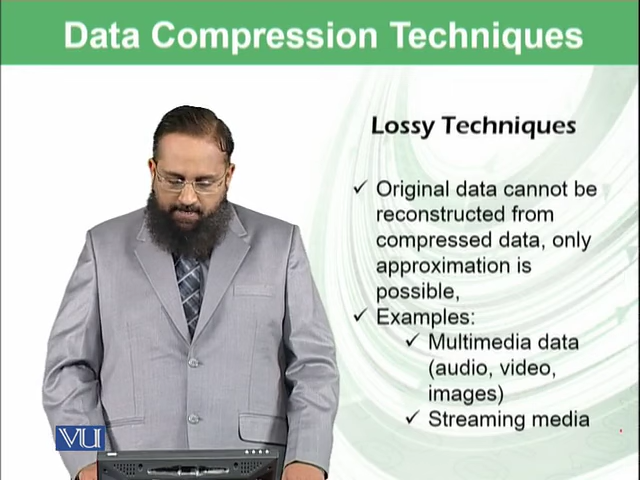 Data Compression Techniques
Lossy Techniques
✓ Original data cannot be
reconstructed from
compressed data, only
approximation is
possible,
✓ Examples:
✓ Multimedia data
(audio, video,
images)
✓ Streaming media
VU